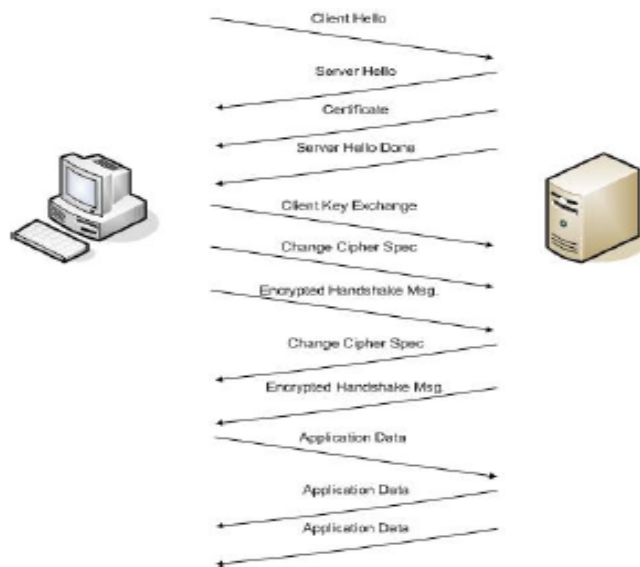 Client Hello
Server Hello
Certificate
Server Hello Done
Client Key Exchange
Change Cipher Spec
Encrypted Handshake Msg.
Change Cipher Spec
Encrypted Handshake Msg.
Application Data
Application Data
Application Data